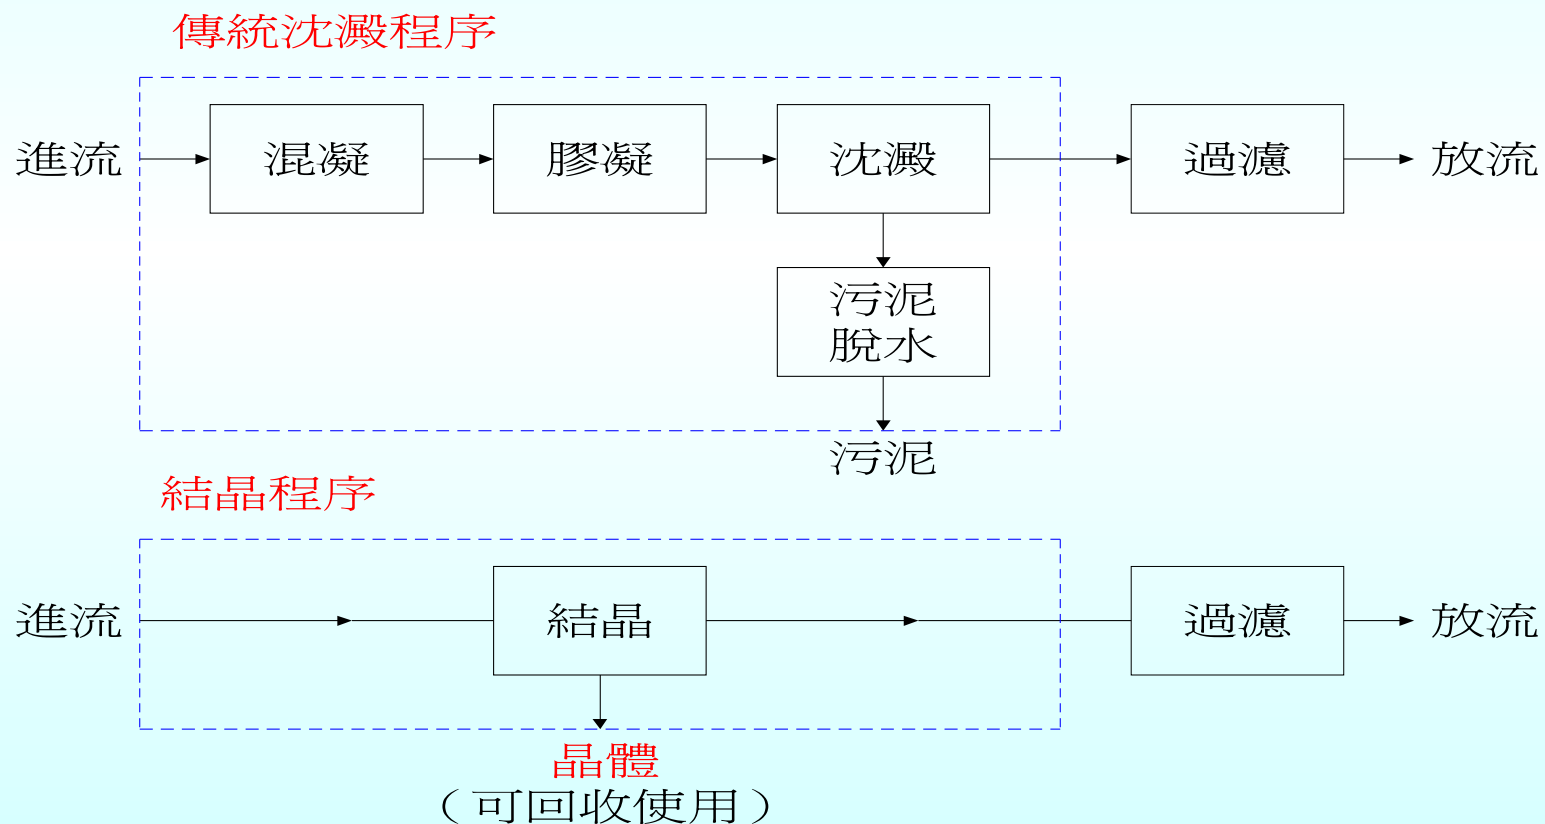 傳統沈澱程序
進流
混凝
膠凝
沈澱
過濾
放流
污泥
脫水
污泥
結晶程序
進流
結晶
過濾
放流
晶體
（可回收使用）